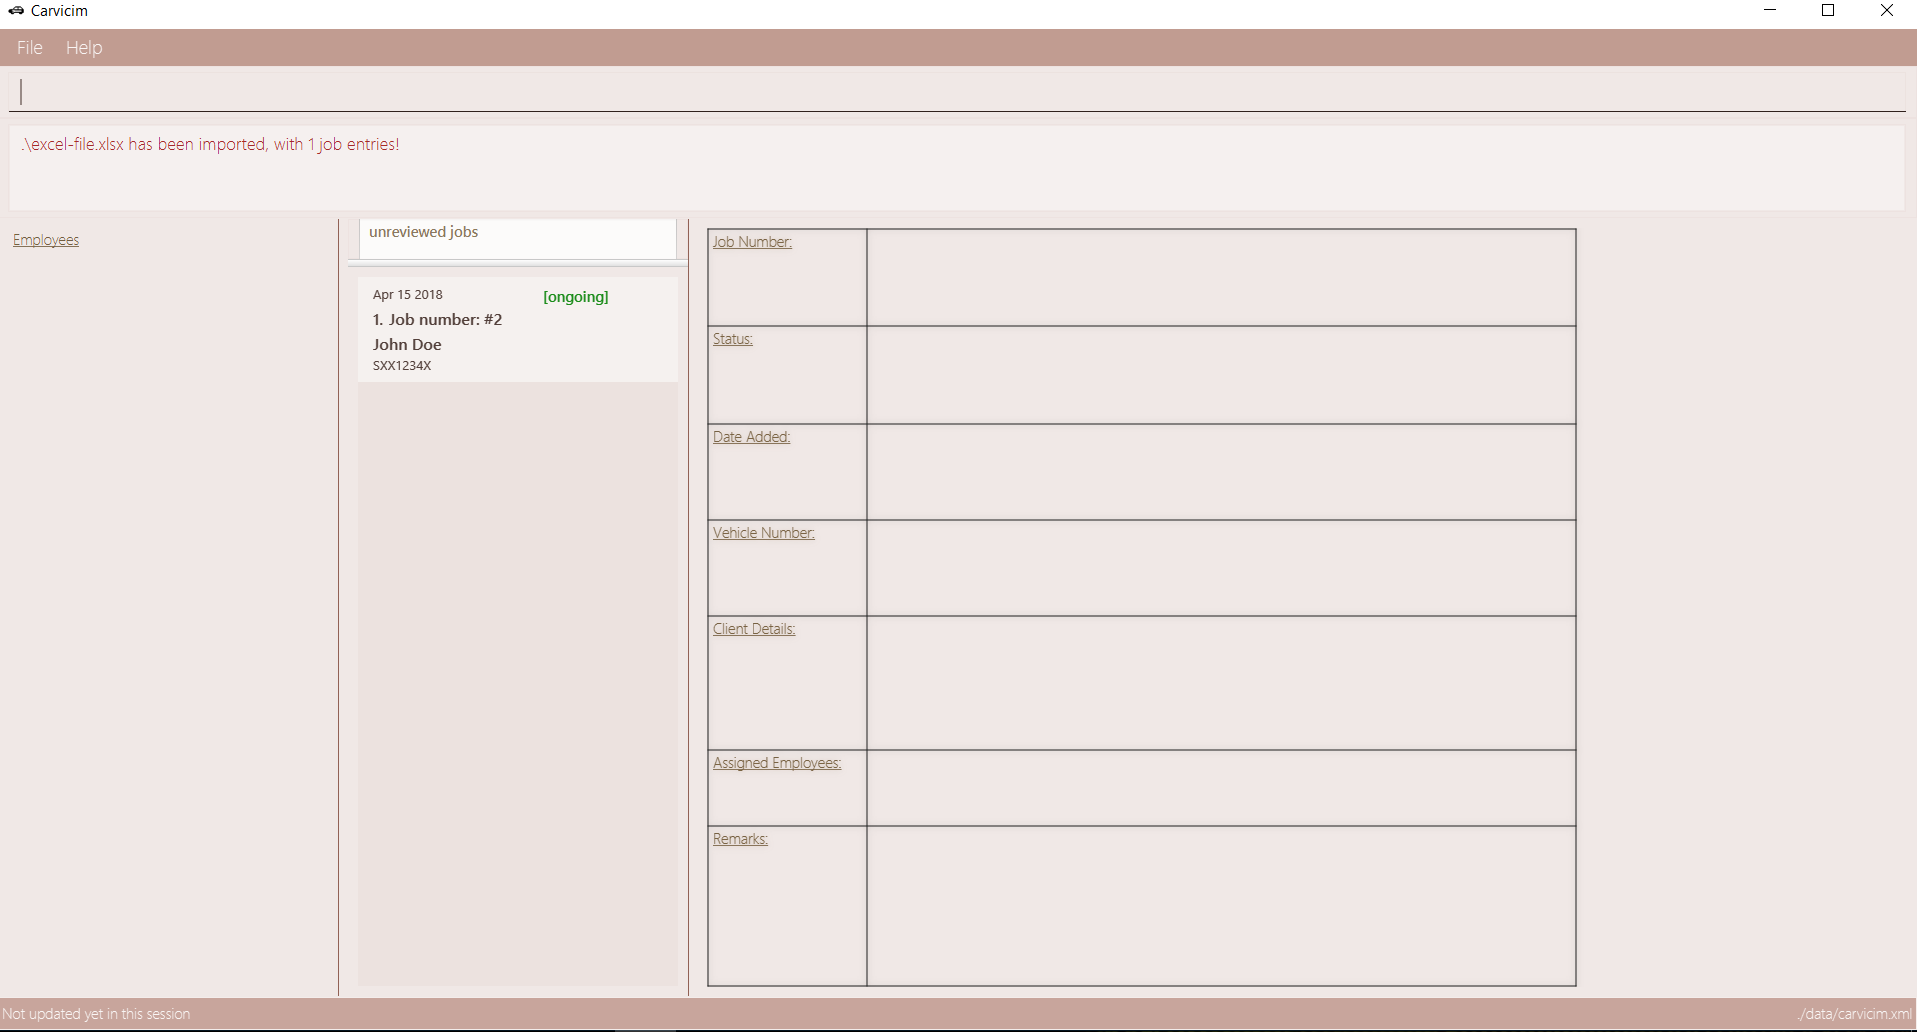 Carvicim
File Help
.\excel-file.xlsx has been imported, with 1 job entries!
Employees
unreviewed jobs
Apr 15 2018
[ongoing]
1. Job number: #2
John Doe
SXX1234X
Job Number:
Status:
Date Added:
Vehicle Number:
Client Details:
Assigned Employees:
Remarks:
Not updated yet in this session
./data/carvicim.xml